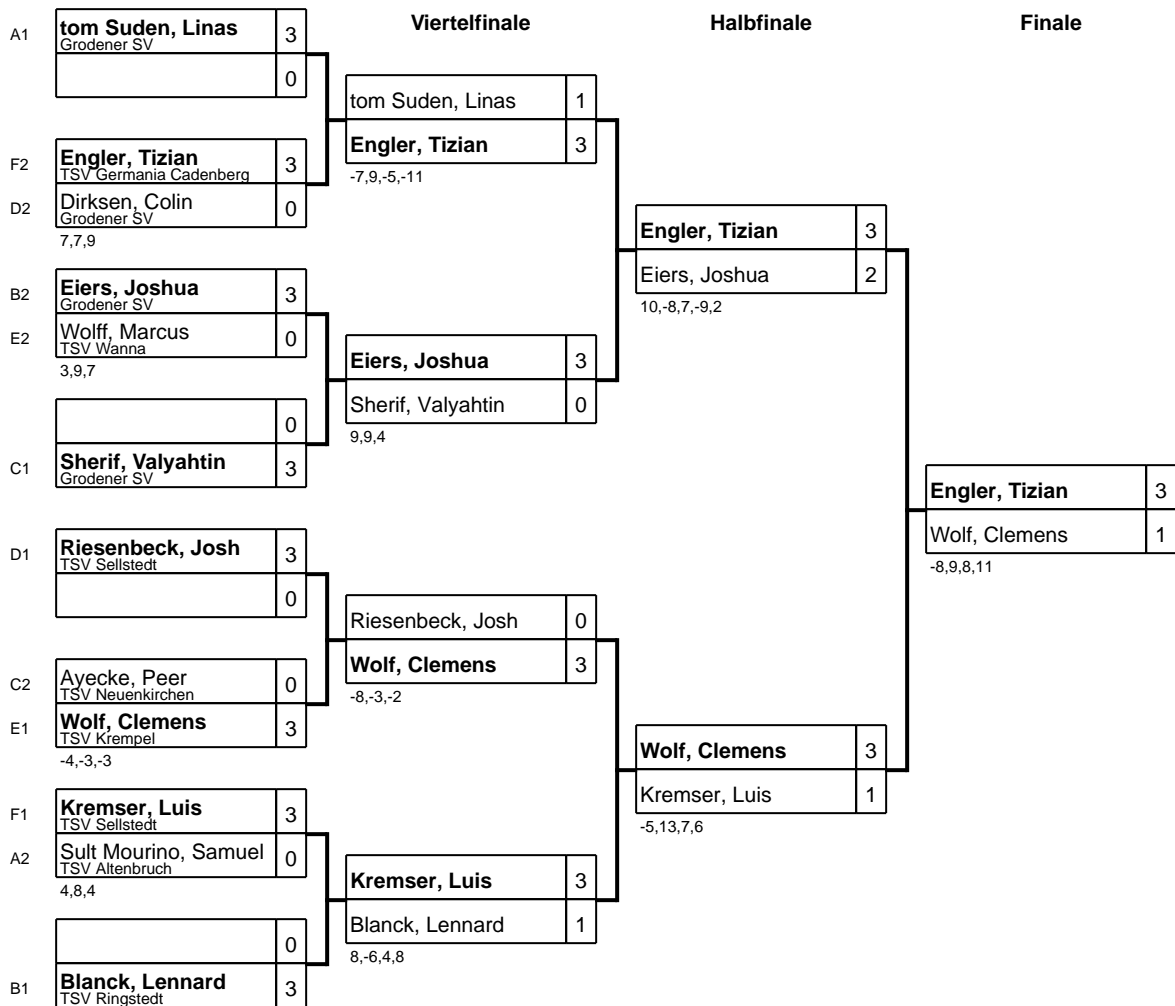 Viertelfinale
Halbfinale
Finale
A1
tom Suden, Linas 3
Grodener SV
0
F2
Engler, Tizian 3
TSV Germania Cadenberg
D2
Dirksen, Colin 0
Grodener SV
7,7,9
B2
Eiers, Joshua 3
Grodener SV
E2
Wolff, Marcus 0
TSV Wanna
3,9,7
0
C1
Sherif, Valyahtin 3
Grodener SV
D1
Riesenbeck, Josh 3
TSV Sellstedt
0
C2
Ayecke, Peer 0
TSV Neuenkirchen
E1
Wolf, Clemens 3
TSV Krempel
-4,-3,-3
F1
Kremser, Luis 3
TSV Sellstedt
A2
Sult Mourino, Samuel 0
TSV Altenbruch
4,8,4
0
B1
Blanck, Lennard 3
TSV Ringstedt
tom Suden, Linas 1
Engler, Tizian 3
-7,9,-5,-11
Eiers, Joshua 3
Sherif, Valyahtin 0
9,9,4
Riesenbeck, Josh 0
Wolf, Clemens 3
-8,-3,-2
Kremser, Luis 3
Blanck, Lennard 1
8,-6,4,8
Engler, Tizian 3
Eiers, Joshua 2
10,-8,7,-9,2
Wolf, Clemens 3
Kremser, Luis 1
-5,13,7,6
Engler, Tizian 3
Wolf, Clemens 1
-8,9,8,11